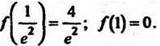 f(1/e²) = 4/e²; f(1) = 0.